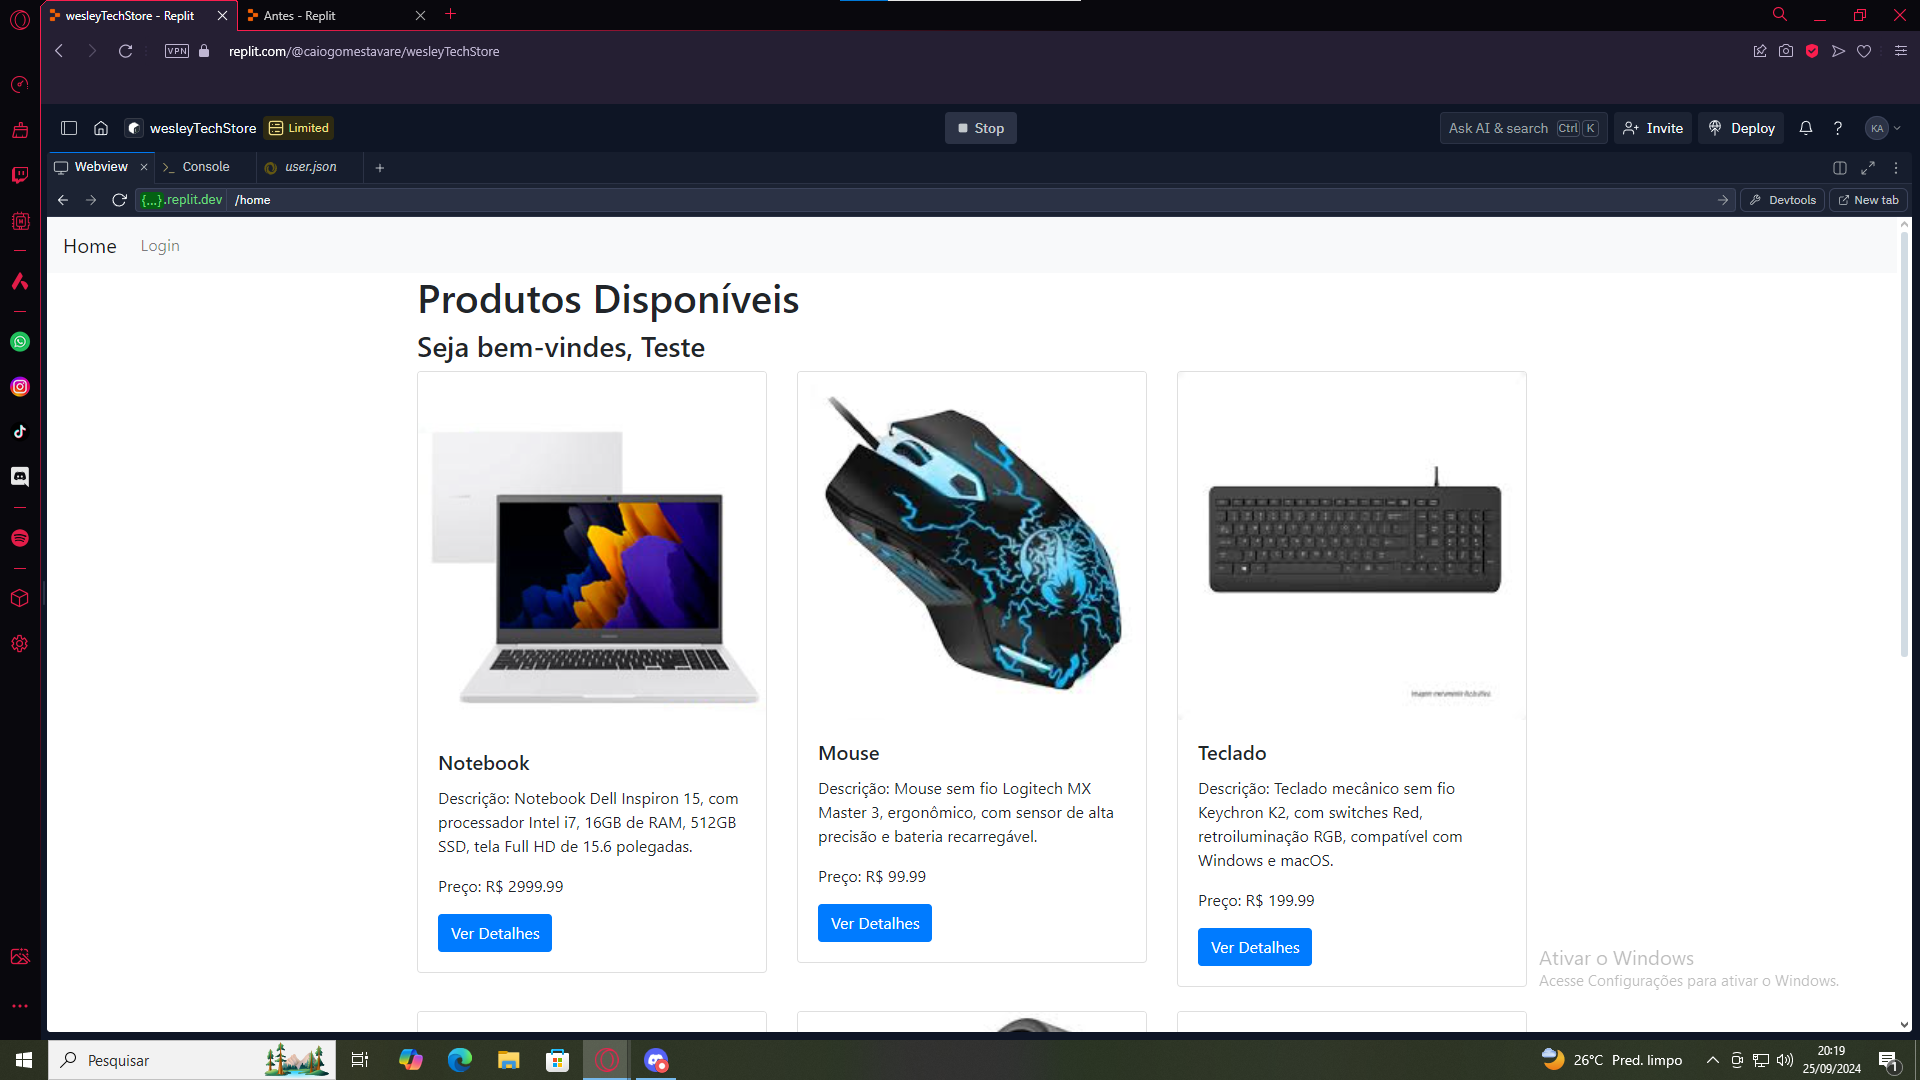 wesleyTechStore - Replit
Antes - Replit
VPN
replit.com/@caiogomestavare/wesleyTechStore
wesleyTechStore
Limited
Stop
Ask AI & search Ctrl K
Invite
Deploy
?
KA
Webview
Console
user.json
{...}.replit.dev
/home
Devtools
New tab
Home
Login
Produtos Disponíveis
Seja bem-vindes, Teste
Notebook
Descrição: Notebook Dell Inspiron 15, com
processador Intel i7, 16GB de RAM, 512GB
SSD, tela Full HD de 15.6 polegadas.
Preço: R$ 2999.99
Ver Detalhes
Mouse
Descrição: Mouse sem fio Logitech MX
Master 3, ergonômico, com sensor de alta
precisão e bateria recarregável.
Preço: R$ 99.99
Ver Detalhes
Teclado
Descrição: Teclado mecânico sem fio
Keychron K2, com switches Red,
retroiluminação RGB, compatível com
Windows e macOS.
Preço: R$ 199.99
Ver Detalhes
Ativar o Windows
Acesse Configurações para ativar o Windows.
Pesquisar
26°C Pred. limpo
20:19
25/09/2024
1